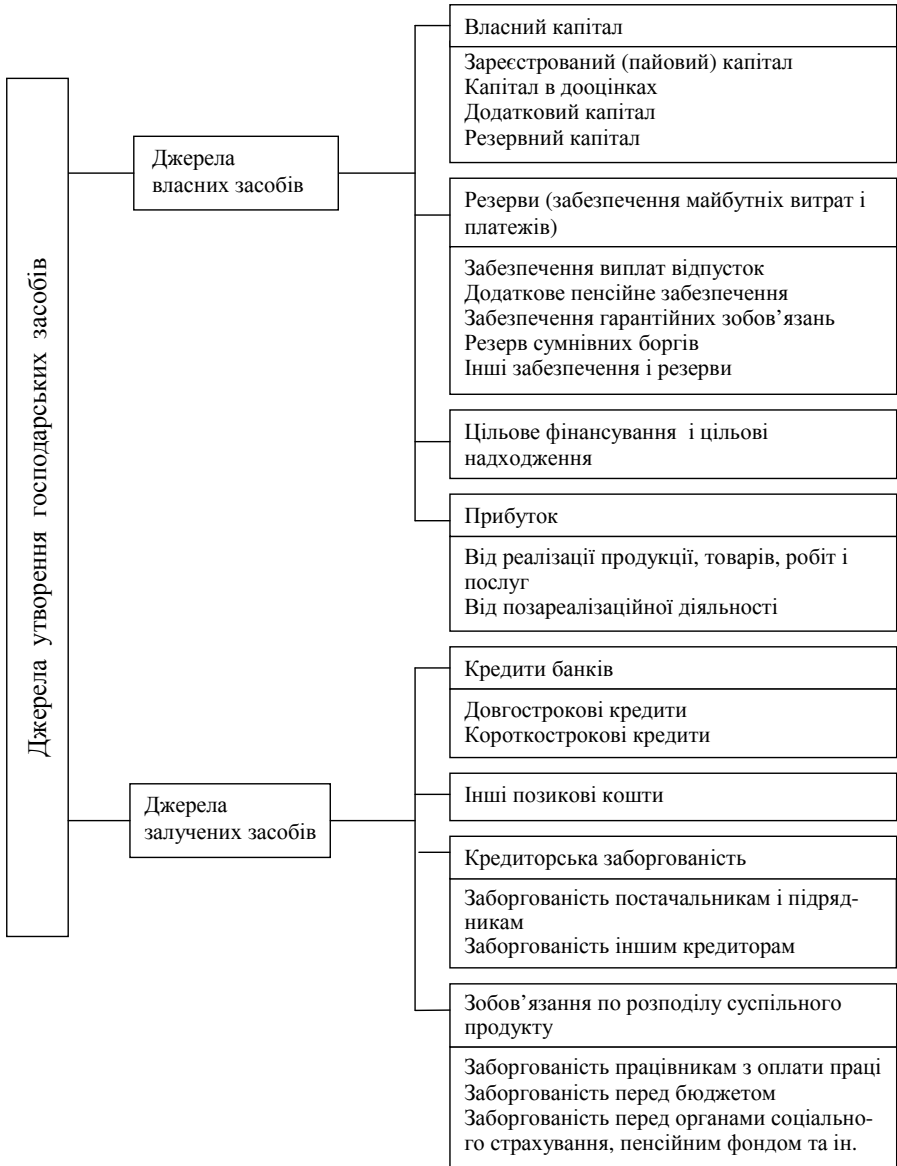 Джерела утворення господарських засобів
Джерела
власних засобів
Власний капітал
Зареєстрований (пайовий) капітал
Капітал в дооцінках
Додатковий капітал
Резервний капітал
Резерви (забезпечення майбутніх витрат і
платежів)
Забезпечення виплат відпусток
Додаткове пенсійне забезпечення
Забезпечення гарантійних зобов’язань
Резерв сумнівних боргів
Інші забезпечення і резерви
Цільове фінансування і цільові
надходження
Прибуток
Від реалізації продукції, товарів, робіт і
послуг
Від позареалізаційної діяльності
Джерела
залучених засобів
Кредити банків
Довгострокові кредити
Короткострокові кредити
Інші позикові кошти
Кредиторська заборгованість
Заборгованість постачальникам і підряд-
никам
Заборгованість іншим кредиторам
Зобов’язання по розподілу суспільного
продукту
Заборгованість працівникам з оплати праці
Заборгованість перед бюджетом
Заборгованість перед органами соціально-
го страхування, пенсійним фондом та ін.